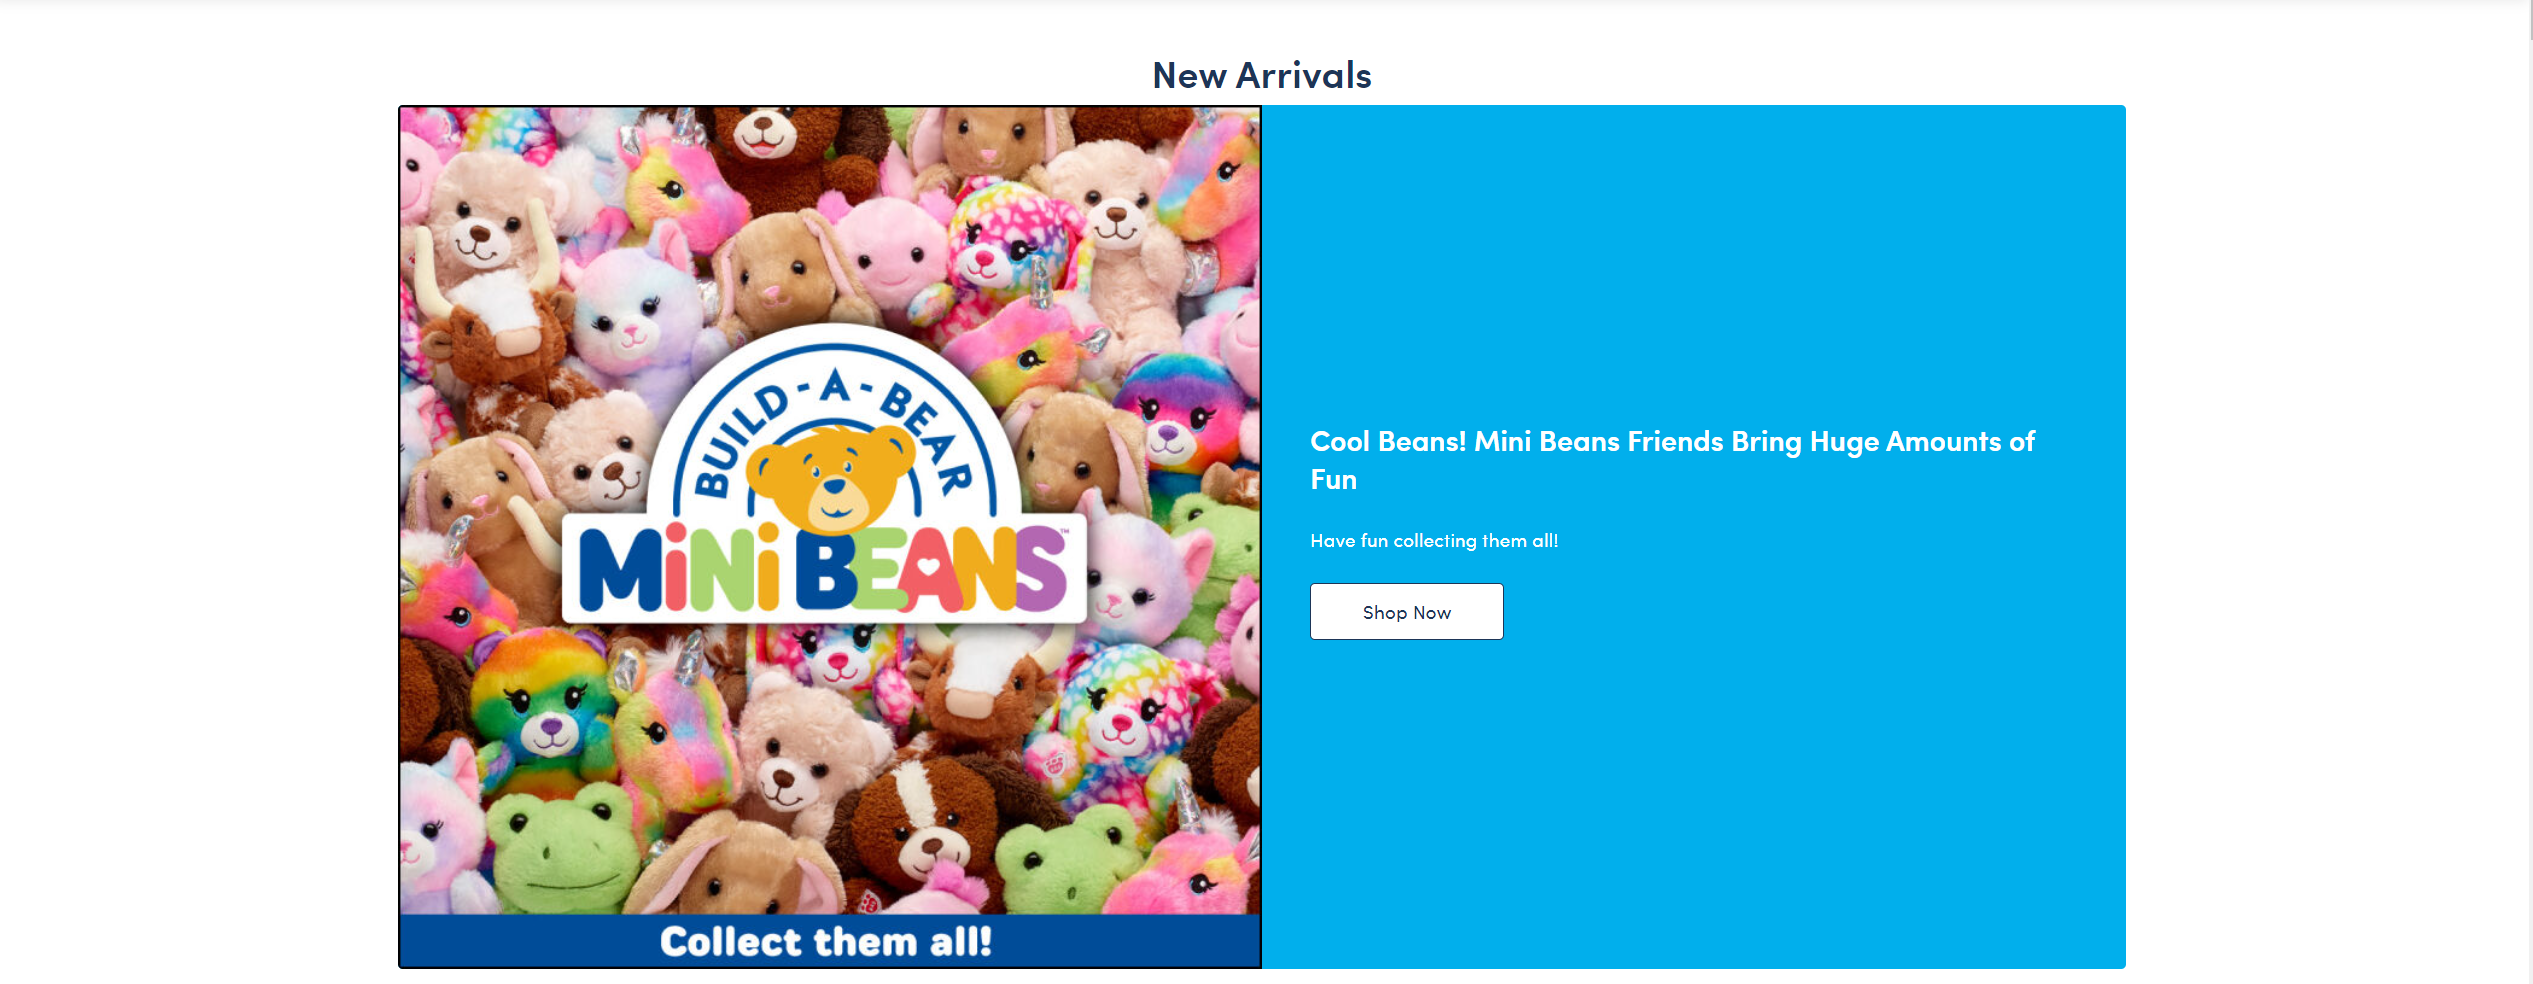 New Arrivals
BUILD-A-BEAR
MiNi BEANS™
Collect them all!
Cool Beans! Mini Beans Friends Bring Huge Amounts of
Fun
Have fun collecting them all!
Shop Now